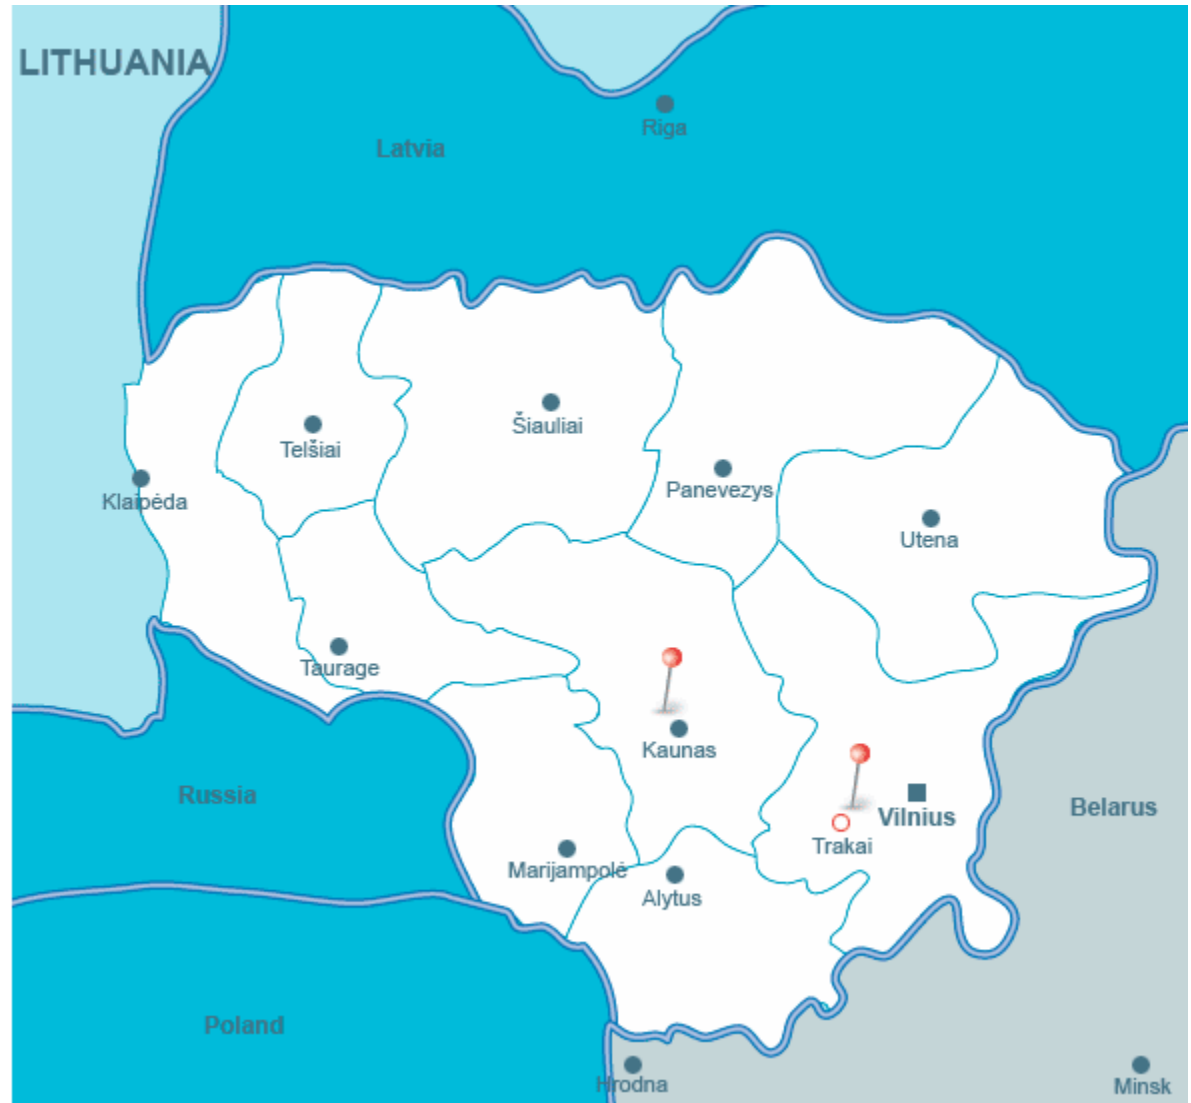 LITHUANIA
Riga
Latvia
Šiauliai
Telšiai
Panevezys
Klaipėda
Utena
Taurage
Kaunas
Russia
Belarus
Vilnius
Trakai
Marijampolė
Alytus
Poland
Hrodna
Minsk